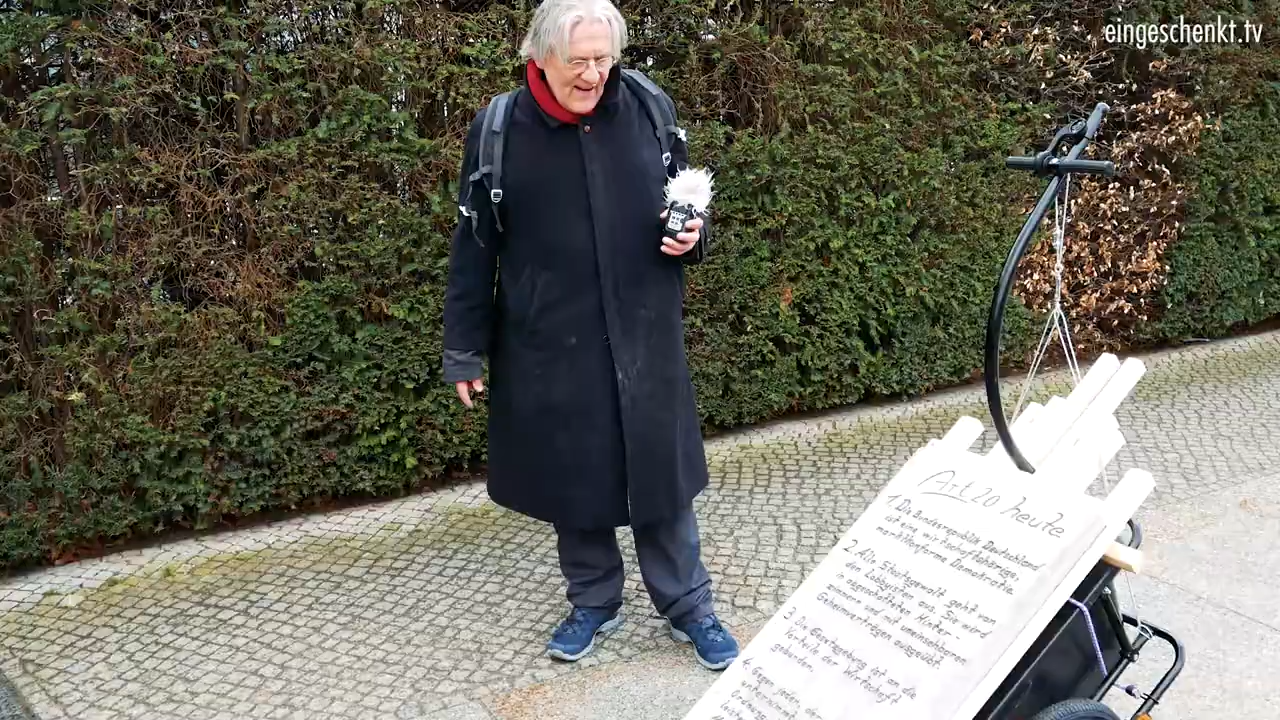 eingeschenkt.tv
Art 20 heute
1. Die Bundesrepublik Deutschland
ist eine wirtschaftshörige,
marktkonforme Demokratie
2. Alle Staatsgewalt geht von
den Lobbyisten aus. Sie wird
in abgeschotteten Hinter-
zimmern und mit uneinsehbaren
Geheimverträgen ausgeübt
3. Die Gesetzgebung ist an die
Vorteile der Wirtschaft
gebunden,
4. Gegen jeden, der
unternimmt